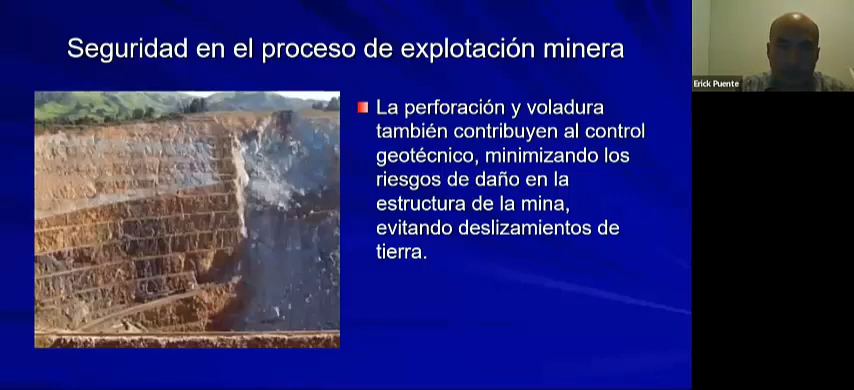 Seguridad en el proceso de explotación minera
La perforación y voladura
también contribuyen al control
geotécnico, minimizando los
riesgos de daño en la
estructura de la mina,
evitando deslizamientos de
tierra.
Erick Puente